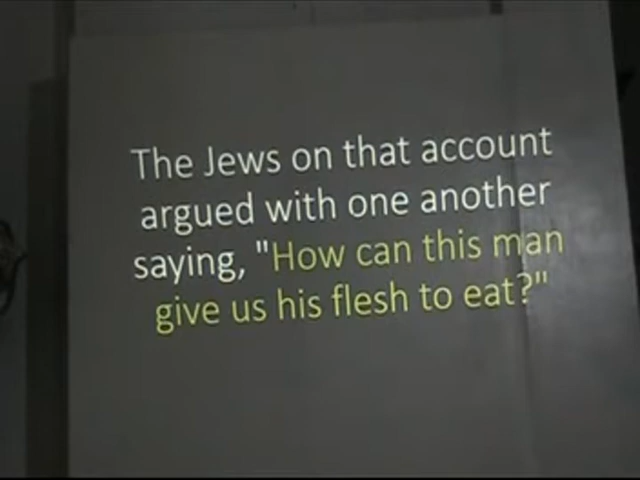 The Jews on that account
argued with one another
saying, "How can this man
give us his flesh to eat?"